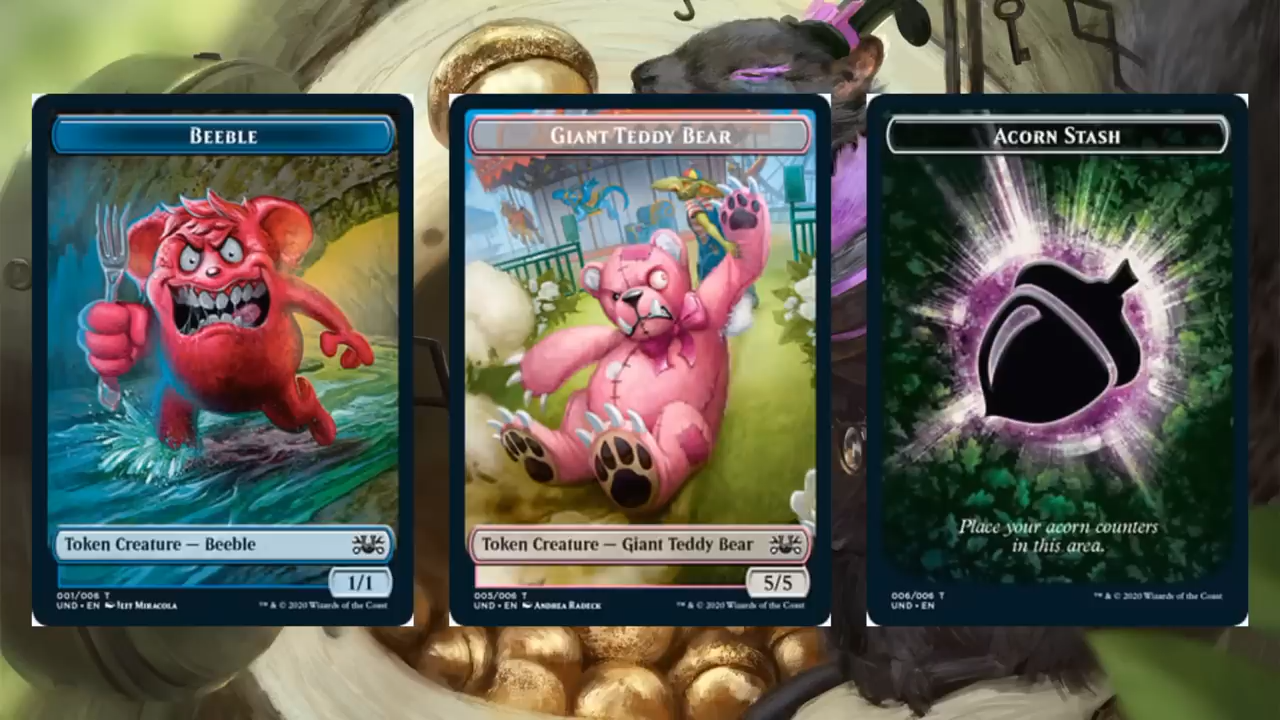 BEEBLE
Token Creature — Beeble
1/1
001/006 T
UND • EN JEFF MIRACOLA
™ & © 2020 Wizards of the Coast
GIANT TEDDY BEAR
Token Creature — Giant Teddy Bear
5/5
005/006 T
UND • EN ANDREA RADECK
™ & © 2020 Wizards of the Coast
ACORN STASH
Place your acorn counters
in this area.
006/006 T
UND • EN
™ & © 2020 Wizards of the Coast